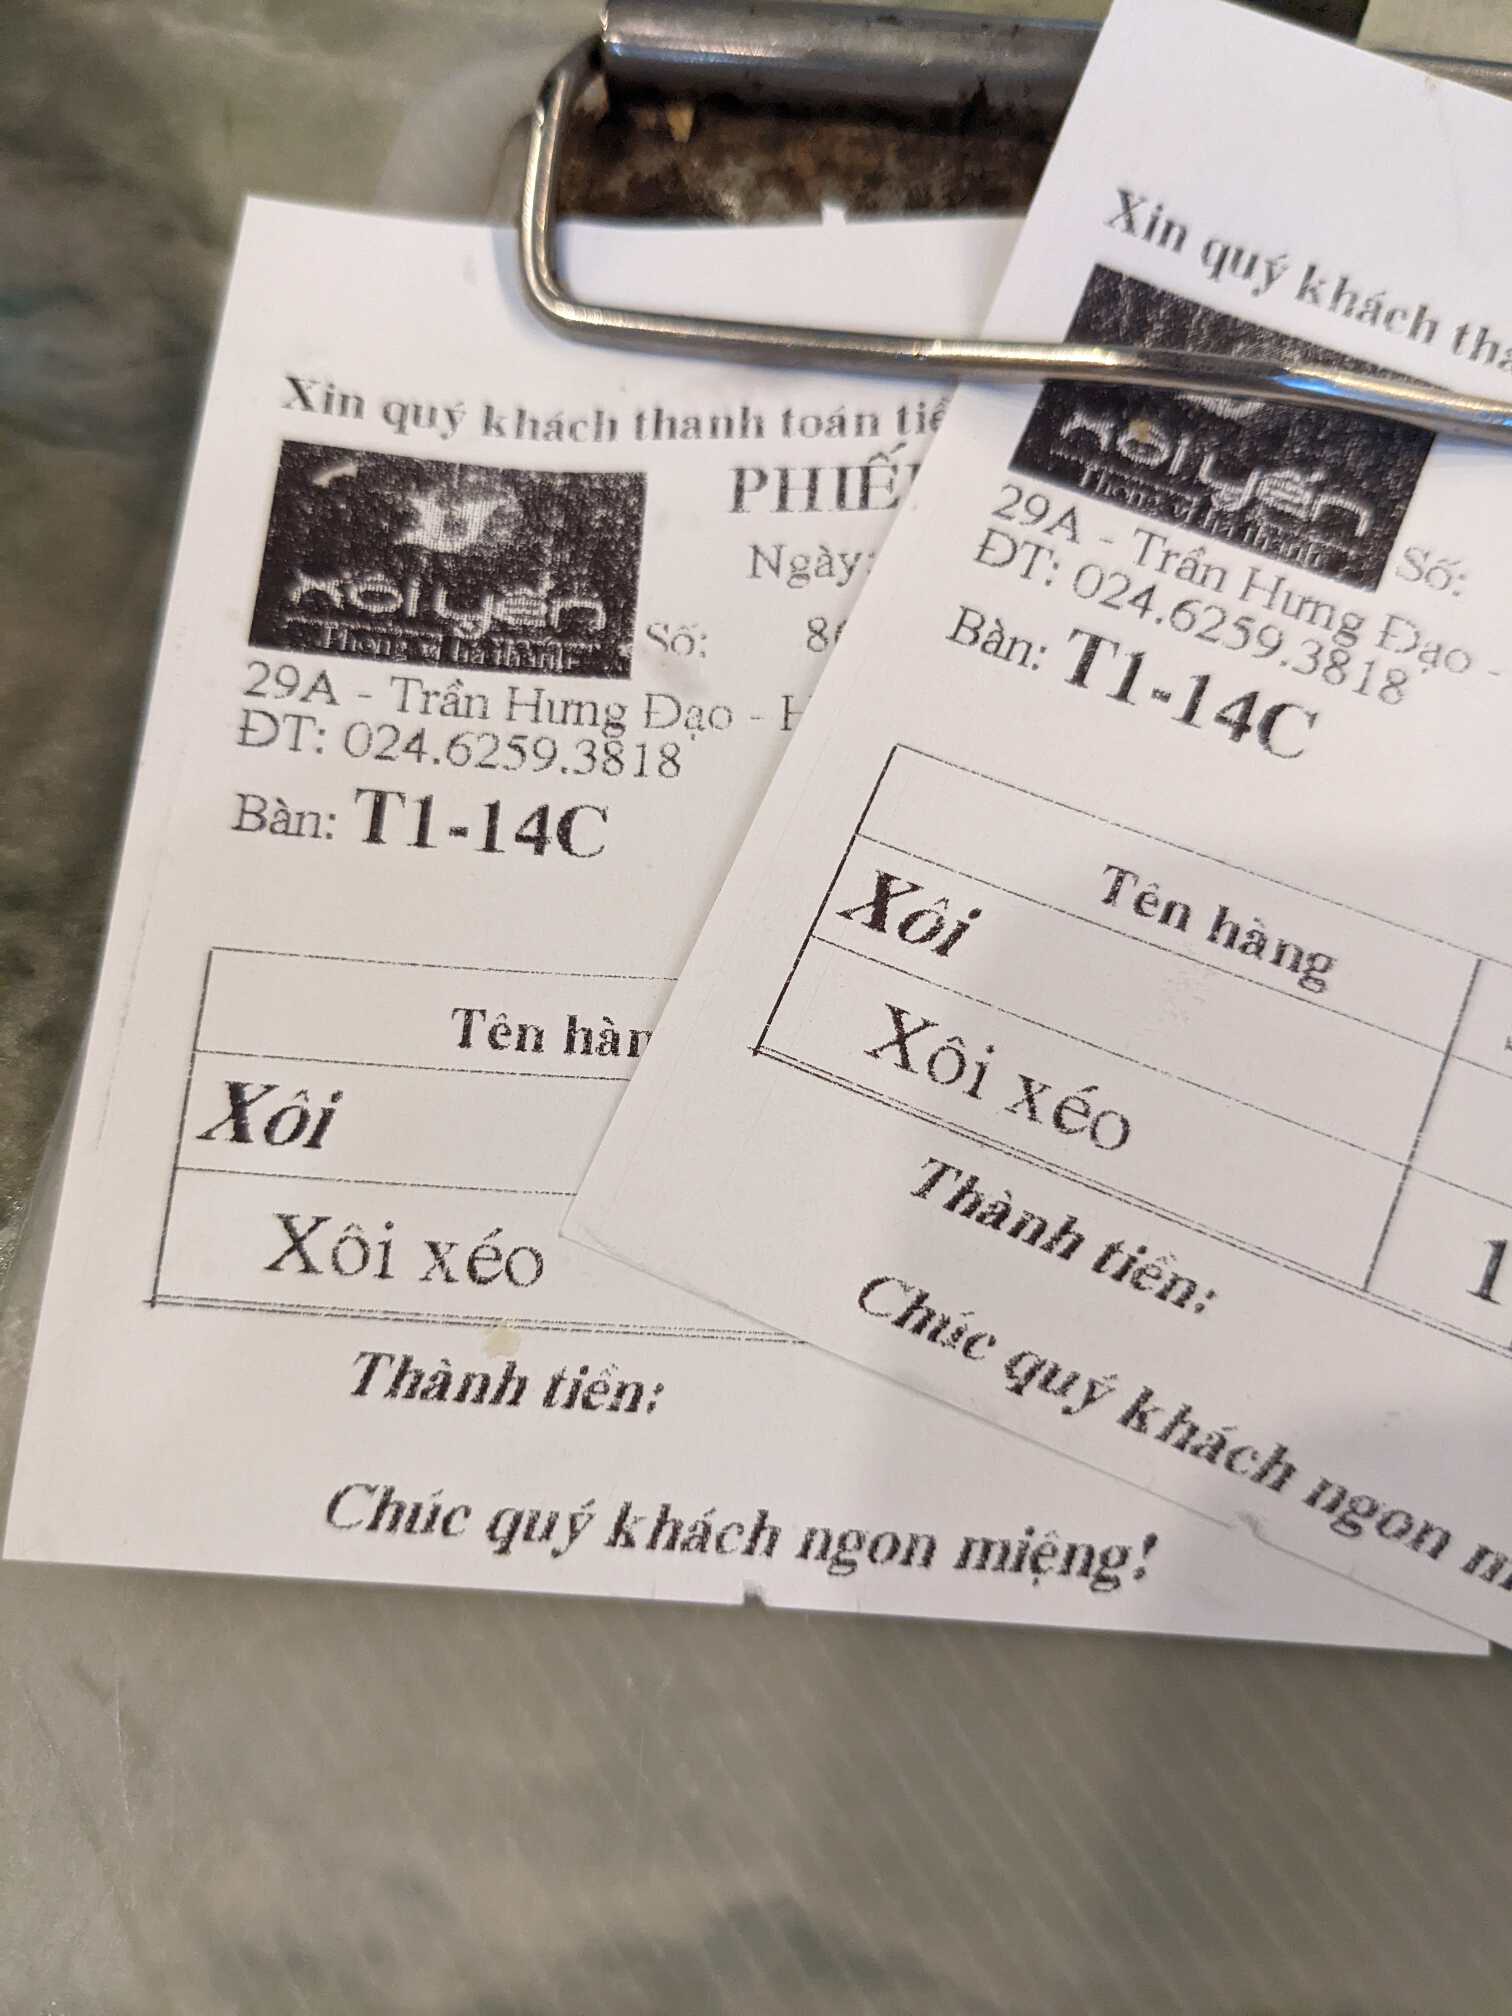 Xin quý khách thanh toán
PHIẾ
Ngày:
xôi yến
Phong vị hà thành
Số: 8
29A - Trần Hưng Đạo - H
ĐT: 024.6259.3818
Bàn: T1-14C
Tên hàn
Xôi
Xôi xéo
Thành tiền:
Chúc quý khách ngon miệng!
Xin quý khách tha
xôi yến
Phong vị hà thành
Số:
29A - Trần Hưng Đạo -
ĐT: 024.6259.3818
Bàn: T1-14C
Tên hàng
Xôi
Xôi xéo
1
Thành tiền:
Chúc quý khách ngon m